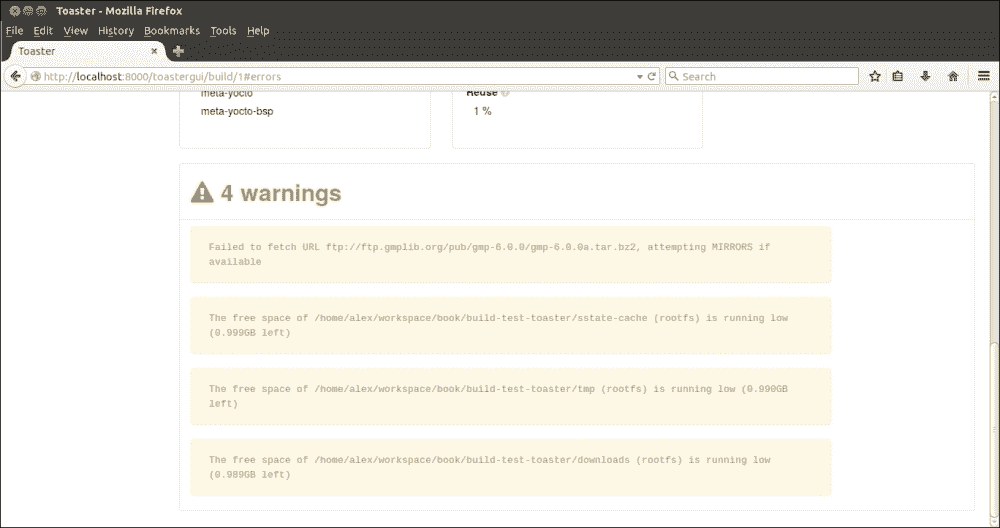 Toaster - Mozilla Firefox
File Edit View History Bookmarks Tools Help
Toaster
http://localhost:8000/toastergui/build/1#errors
Search
meta-yocto
meta-yocto-bsp
Reuse
1 %
4 warnings
Failed to fetch URL ftp://ftp.gmplib.org/pub/gmp-6.0.0/gmp-6.0.0a.tar.bz2, attempting MIRRORS if
available
The free space of /home/alex/workspace/book/build-test-toaster/sstate-cache (rootfs) is running low
(0.999GB left)
The free space of /home/alex/workspace/book/build-test-toaster/tmp (rootfs) is running low (0.990GB
left)
The free space of /home/alex/workspace/book/build-test-toaster/downloads (rootfs) is running low
(0.989GB left)